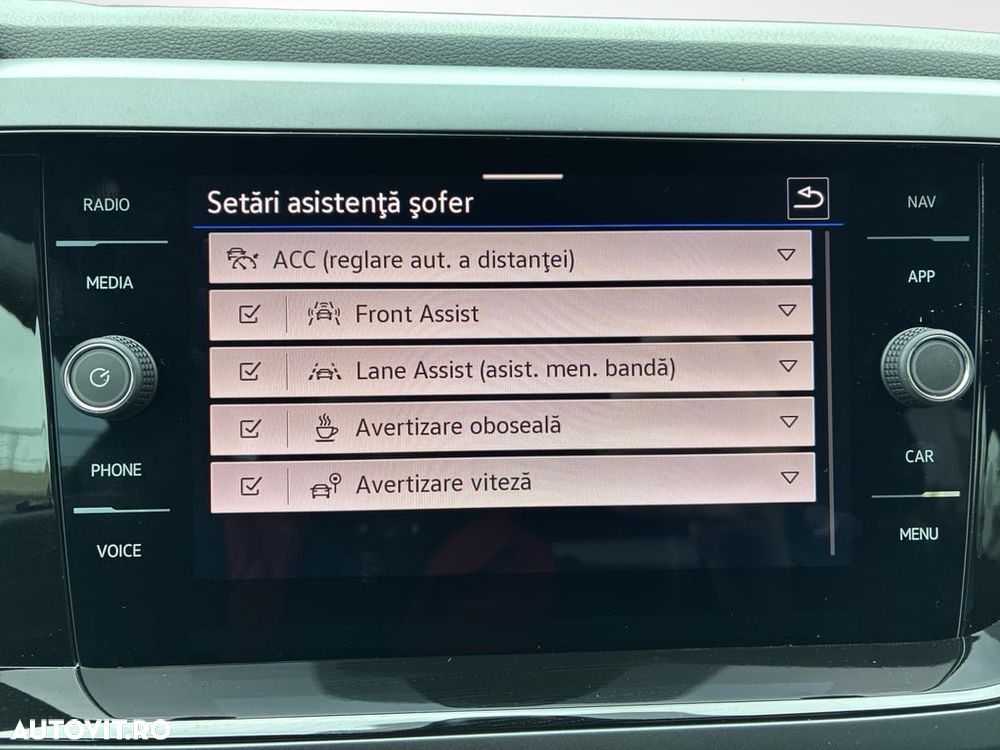 Setări asistenţă şofer
RADIO
MEDIA
PHONE
VOICE
ACC (reglare aut. a distanţei)
Front Assist
Lane Assist (asist. men. bandă)
Avertizare oboseală
Avertizare viteză
NAV
APP
CAR
MENU
AUTOVIT.RO